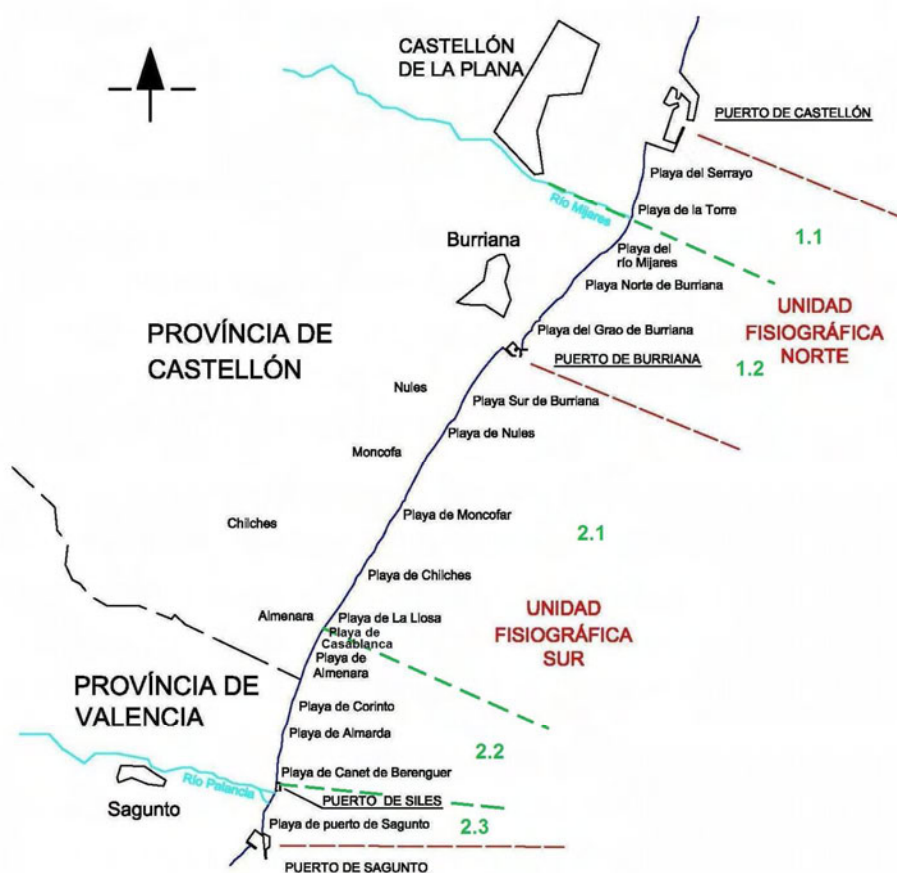 CASTELLÓN
DE LA PLANA
PUERTO DE CASTELLÓN
Playa del Serrayo
Río Mijares
Playa de la Torre
1.1
Burriana
Playa del
río Mijares
Playa Norte de Burriana
UNIDAD
FISIOGRÁFICA
NORTE
PROVÍNCIA DE
CASTELLÓN
Playa del Grao de Burriana
PUERTO DE BURRIANA
1.2
Nules
Playa Sur de Burriana
Playa de Nules
Moncofa
Playa de Moncofar
Chilches
2.1
Playa de Chilches
Almenara
Playa de La Llosa
UNIDAD
FISIOGRÁFICA
SUR
Playa de
Casablanca
Playa de
Almenara
PROVÍNCIA DE
VALENCIA
Playa de Corinto
Playa de Almarda
2.2
Playa de Canet de Berenguer
Río Palancia
Sagunto
PUERTO DE SILES
Playa de puerto de Sagunto
2.3
PUERTO DE SAGUNTO